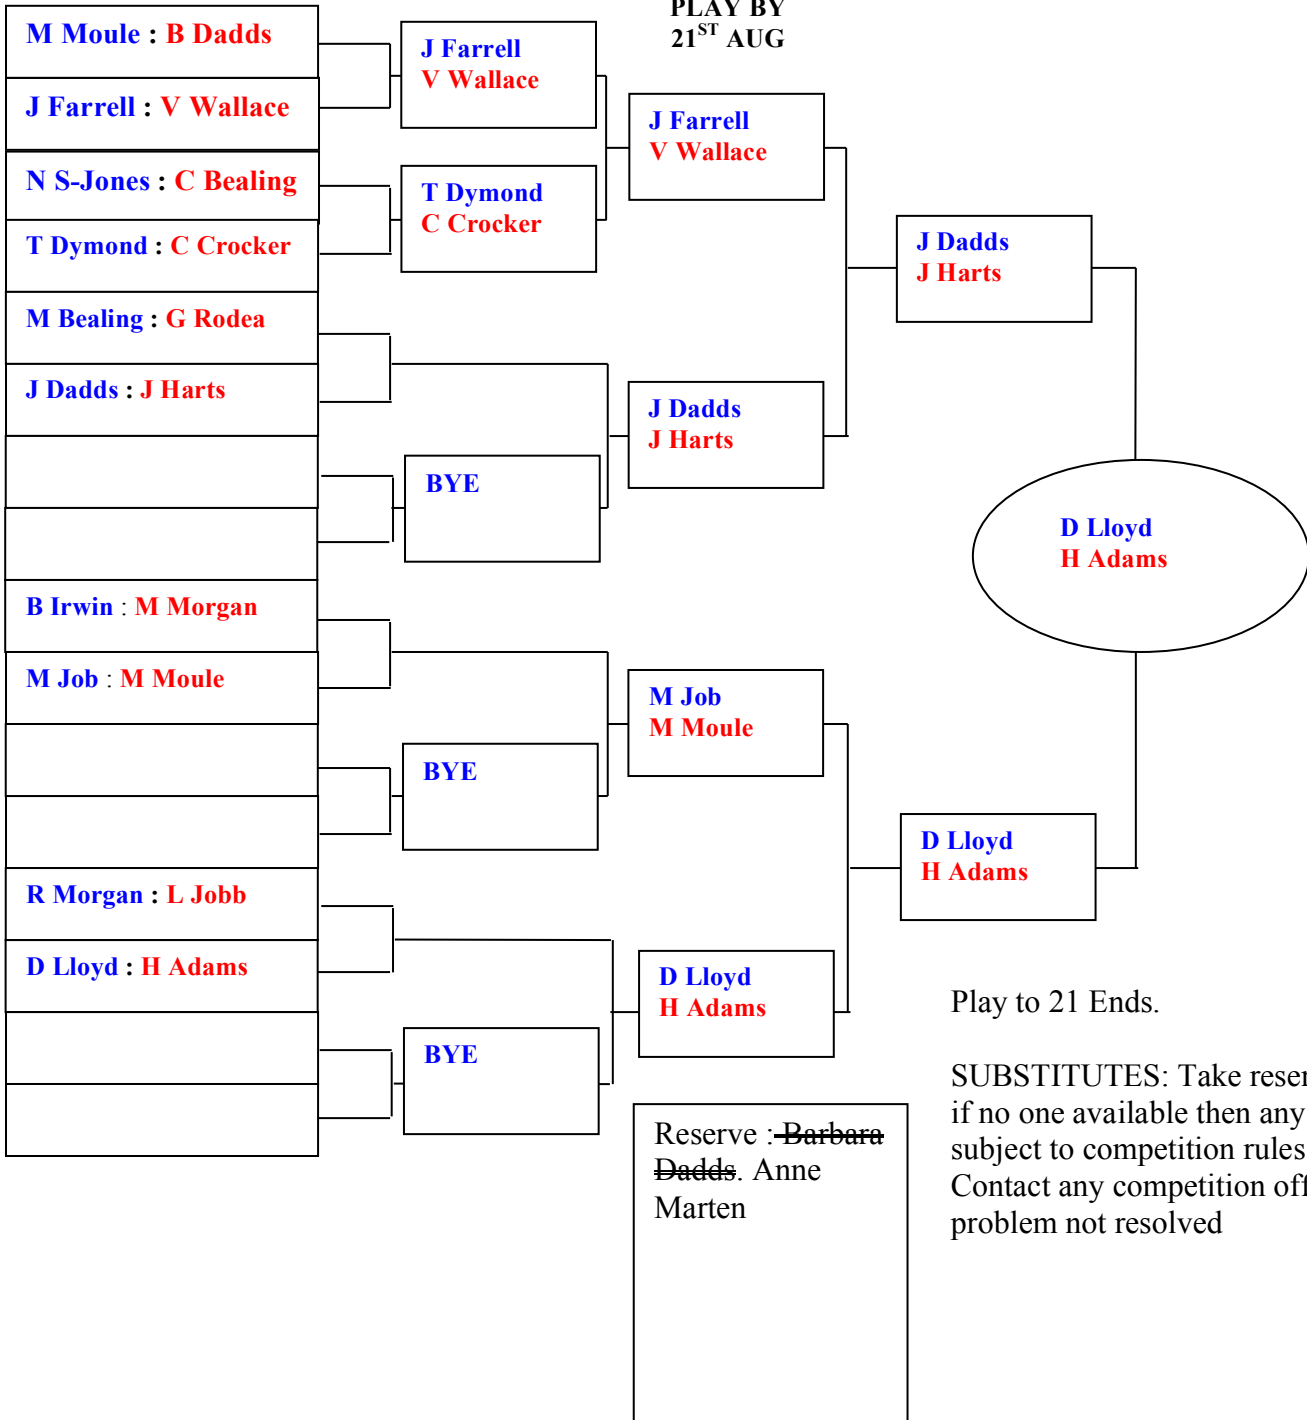 PLAY BY
21ST AUG
M Moule : B Dadds
J Farrell : V Wallace
N S-Jones : C Bealing
T Dymond : C Crocker
M Bealing : G Rodea
J Dadds : J Harts
B Irwin : M Morgan
M Job : M Moule
R Morgan : L Jobb
D Lloyd : H Adams
J Farrell
V Wallace
T Dymond
C Crocker
BYE
BYE
BYE
J Farrell
V Wallace
J Dadds
J Harts
M Job
M Moule
D Lloyd
H Adams
J Dadds
J Harts
D Lloyd
H Adams
D Lloyd
H Adams
Reserve : Barbara
Dadds. Anne
Marten
Play to 21 Ends.
SUBSTITUTES: Take
if no one available then any
subject to competition rules
Contact any competition
problem not resolved